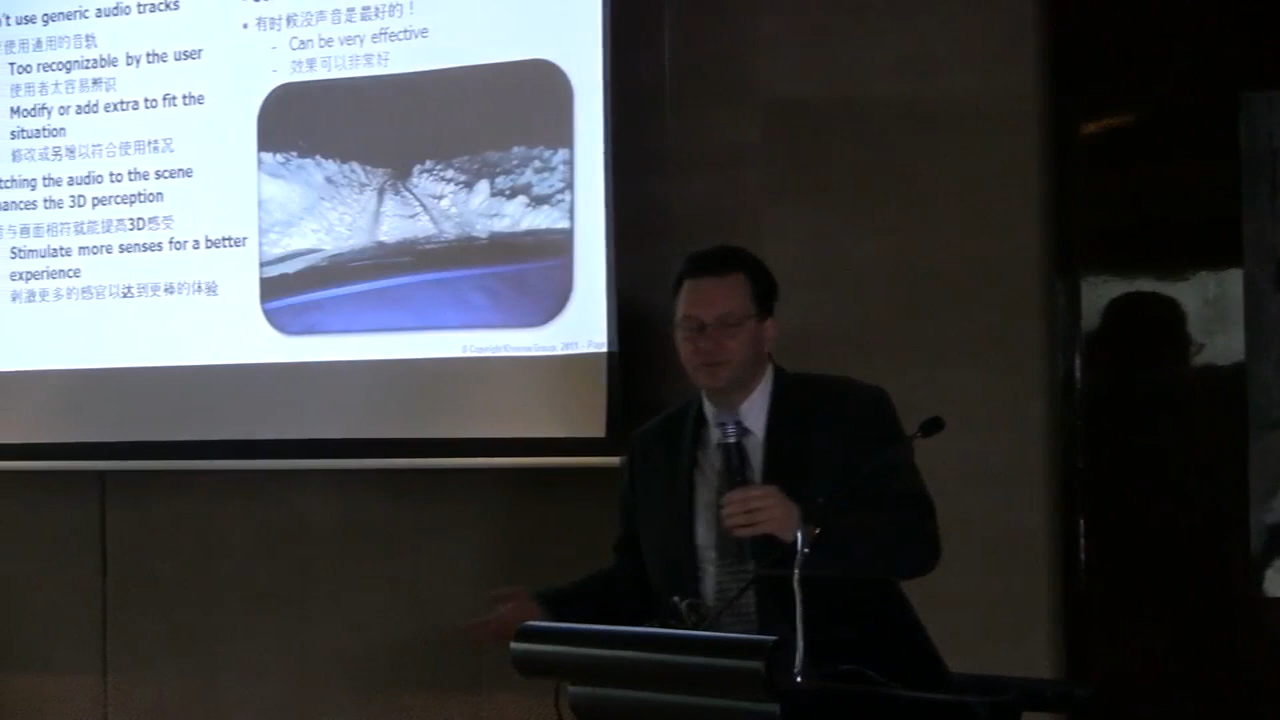 't use generic audio tracks
使用通用的音轨
Too recognizable by the user
使用者太容易辨识
Modify or add extra to fit the
situation
修改或另增以符合使用情况
tching the audio to the scene
ances the 3D perception
与画面相符就能提高3D感受
Stimulate more senses for a better
experience
刺激更多的感官以达到更棒的体验
• 有时候没声音是最好的！
- Can be very effective
- 效果可以非常好
© Copyright Khronos Group, 2011 - Page